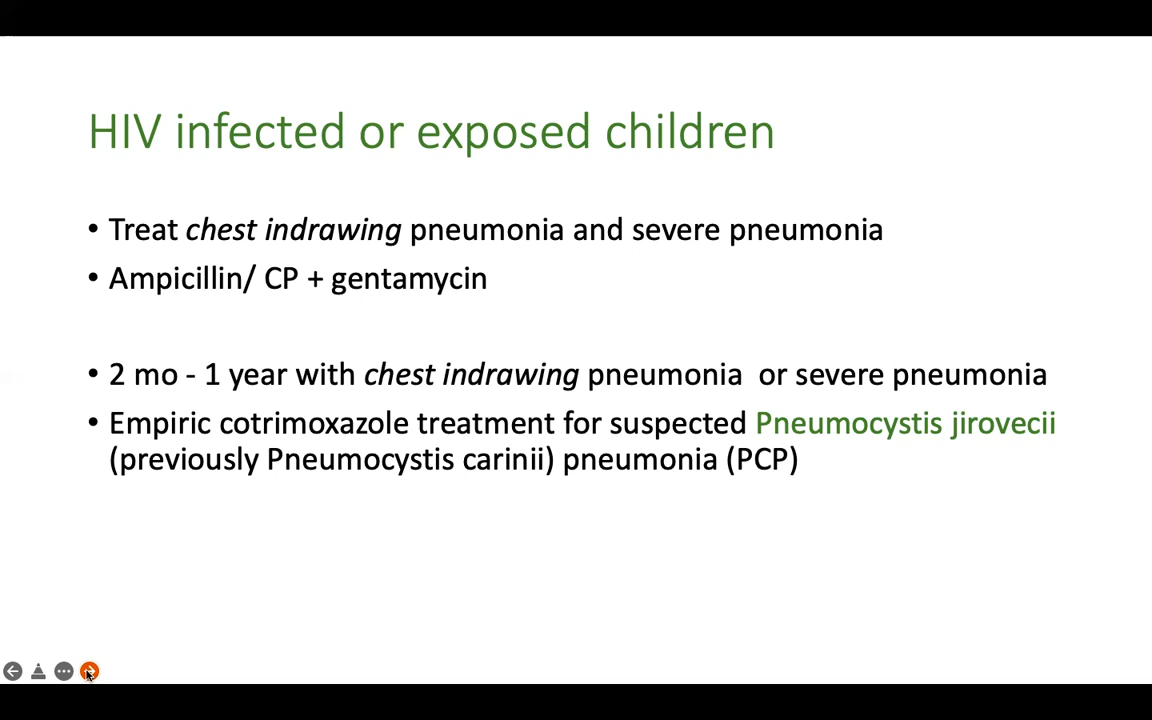 HIV infected or exposed children
• Treat chest indrawing pneumonia and severe pneumonia
• Ampicillin/ CP + gentamycin
• 2 mo - 1 year with chest indrawing pneumonia  or severe pneumonia
• Empiric cotrimoxazole treatment for suspected Pneumocystis jirovecii
(previously Pneumocystis carinii) pneumonia (PCP)